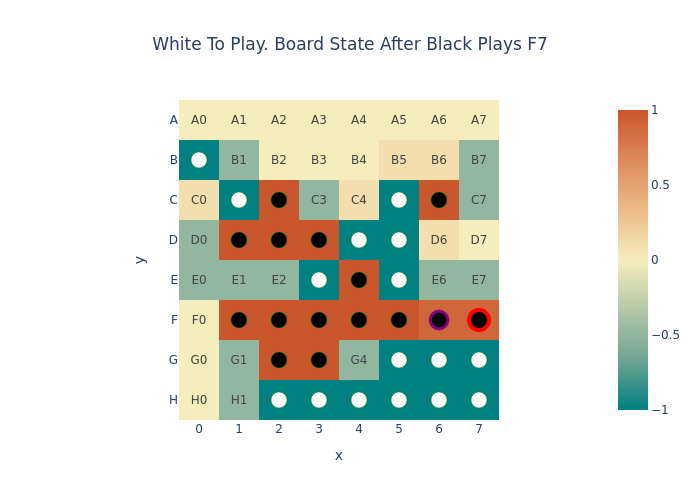 White To Play. Board State After Black Plays F7
A A0 A1 A2 A3 A4 A5 A6 A7
B B1 B2 B3 B4 B5 B6 B7
C C0 C3 C4 C7
D D0 D6 D7
E E0 E1 E2 E6 E7
F F0
G G0 G1 G4
H H0 H1
0 1 2 3 4 5 6 7
x
y
1
0.5
0
−0.5
−1